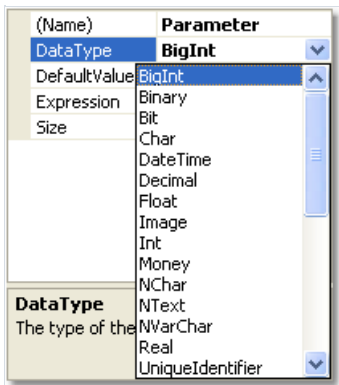 (Name) Parameter
DataType BigInt
DefaultValue BigInt
Binary
Expression
Bit
Size Char
DateTime
Decimal
Float
Image
Int
Money
NChar
DataType NText
The type of the NVarChar
Real
UniqueIdentifier